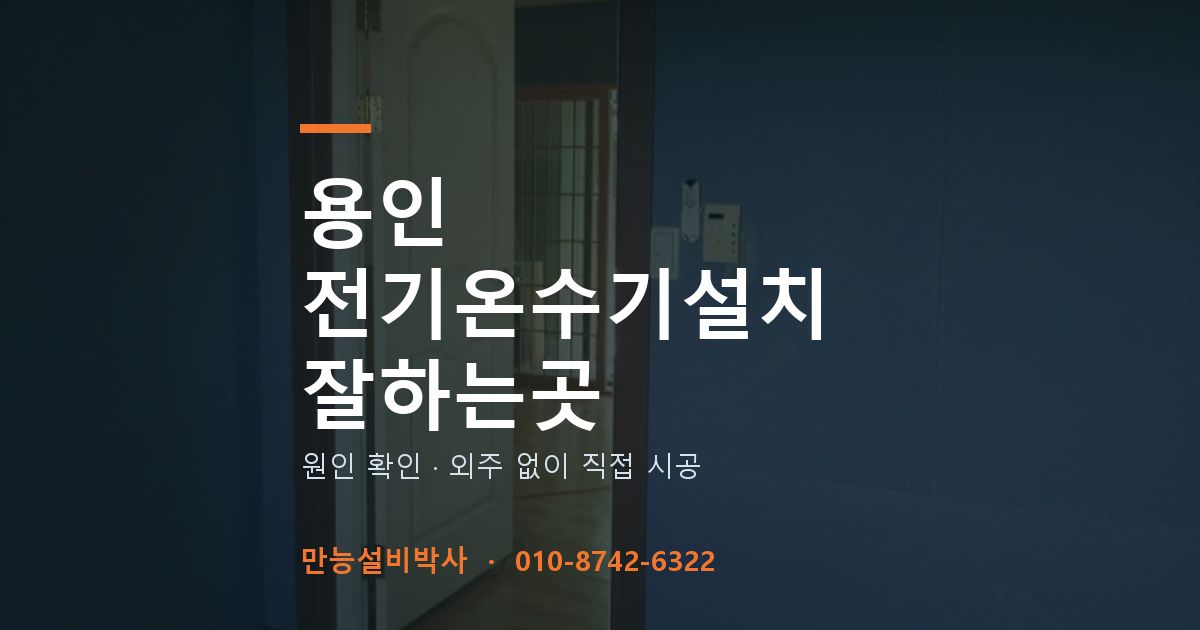 용인
전기온수기설치
잘하는곳
원인 확인 · 외주 없이 직접 시공
만능설비박사 · 010-8742-6322